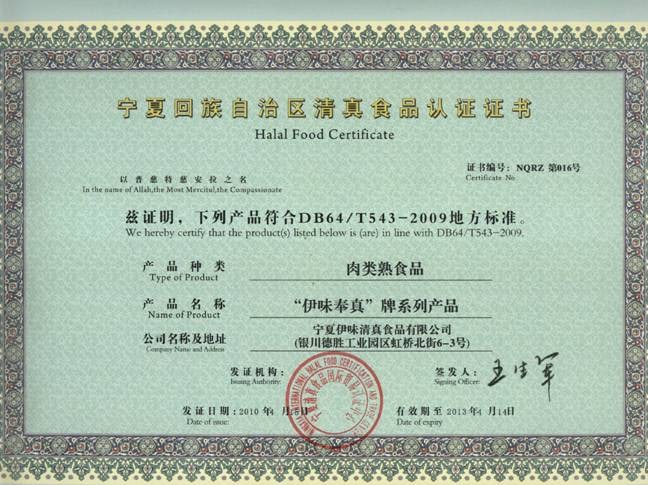 宁夏回族自治区清真食品认证证书
Halal Food Certificate
证书编号：NQRZ 第016号
Certificate No
以普慈特慈安拉之名
In the name of Allah,the Most Merciful,the Compassionate
兹证明，下列产品符合DB64/T543-2009地方标准。
We hereby certify that the product(s) listed below is (are) in line with DB64/T543-2009.
产品种类 肉类熟食品
Type of Product
产品名称 “伊味奉真”牌系列产品
Name of Product
公司名称及地址 宁夏伊味清真食品有限公司
Company Name and Address (银川德胜工业园区虹桥北街6-3号)
发证机构： 签发人：
Issuing Authority: Signing Officer:
发证日期：2010年4月15日 有效期至 2013年4月14日
Date of issue: Date of expiry